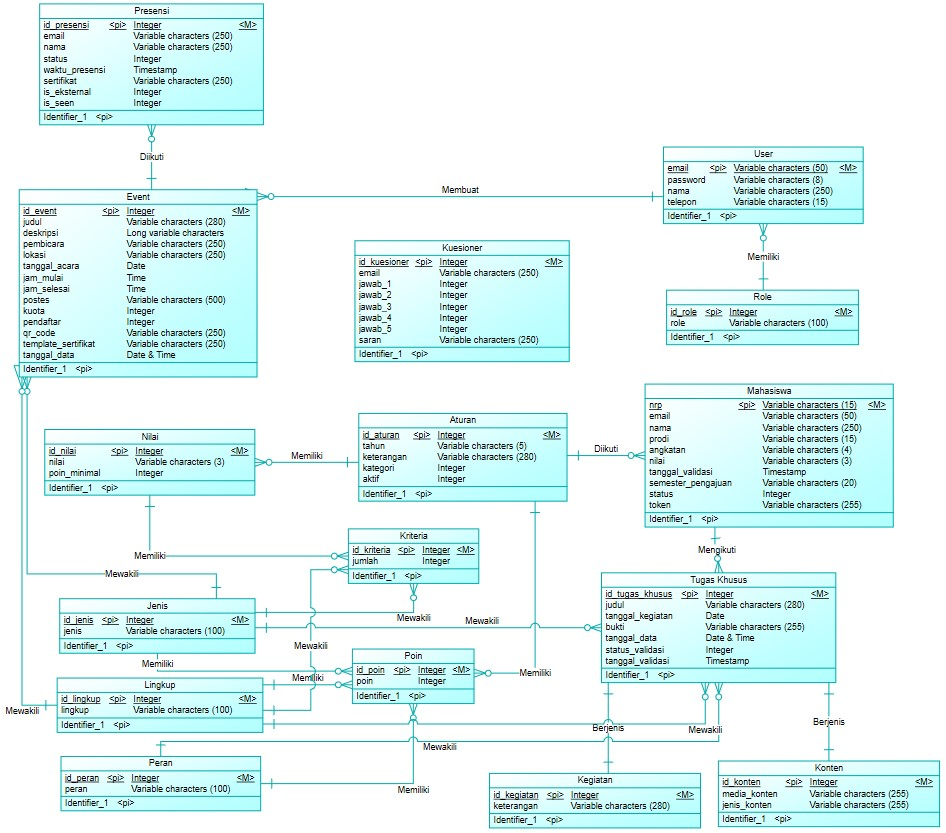 Presensi
id_presensi <pi> Integer <M>
email Variable characters (250)
nama Variable characters (250)
status Integer
waktu_presensi Timestamp
sertifikat Variable characters (250)
is_eksternal Integer
is_seen Integer
Identifier_1 <pi>
Diikuti
User
email <pi> Variable characters (50) <M>
password Variable characters (8)
nama Variable characters (250)
telepon Variable characters (15)
Identifier_1 <pi>
Membuat
Event
id_event <pi> Integer <M>
judul Variable characters (280)
deskripsi Long variable characters
pembicara Variable characters (250)
lokasi Variable characters (250)
tanggal_acara Date
jam_mulai Time
jam_selesai Time
postes Variable characters (500)
kuota Integer
pendaftar Integer
qr_code Variable characters (250)
template_sertifikat Variable characters (250)
tanggal_data Date & Time
Identifier_1 <pi>
Kuesioner
id_kuesioner <pi> Integer <M>
email Variable characters (250)
jawab_1 Integer
jawab_2 Integer
jawab_3 Integer
jawab_4 Integer
jawab_5 Integer
saran Variable characters (250)
Identifier_1 <pi>
Memiliki
Role
id_role <pi> Integer <M>
role Variable characters (100)
Identifier_1 <pi>
Mahasiswa
nrp <pi> Variable characters (15) <M>
email Variable characters (50)
nama Variable characters (250)
prodi Variable characters (15)
angkatan Variable characters (4)
nilai Variable characters (3)
tanggal_validasi Timestamp
semester_pengajuan Variable characters (20)
status Integer
token Variable characters (255)
Identifier_1 <pi>
Aturan
id_aturan <pi> Integer <M>
tahun Variable characters (5)
keterangan Variable characters (280)
kategori Integer
aktif Integer
Identifier_1 <pi>
Diikuti
Nilai
id_nilai <pi> Integer <M>
nilai Variable characters (3)
poin_minimal Integer
Identifier_1 <pi>
Memiliki
Kriteria
id_kriteria <pi> Integer <M>
jumlah Integer
Identifier_1 <pi>
Memiliki
Mengikuti
Mewakili
Tugas Khusus
id_tugas_khusus <pi> Integer <M>
judul Variable characters (280)
tanggal_kegiatan Date
bukti Variable characters (255)
tanggal_data Date & Time
status_validasi Integer
tanggal_validasi Timestamp
Identifier_1 <pi>
Jenis
id_jenis <pi> Integer <M>
jenis Variable characters (100)
Identifier_1 <pi>
Mewakili
Mewakili
Mewakili
Memiliki
Poin
id_poin <pi> Integer <M>
poin Integer
Identifier_1 <pi>
Memiliki
Memiliki
Lingkup
id_lingkup <pi> Integer <M>
lingkup Variable characters (100)
Identifier_1 <pi>
Mewakili
Berjenis
Mewakili
Berjenis
Mewakili
Peran
id_peran <pi> Integer <M>
peran Variable characters (100)
Identifier_1 <pi>
Memiliki
Kegiatan
id_kegiatan <pi> Integer <M>
keterangan Variable characters (280)
Identifier_1 <pi>
Konten
id_konten <pi> Integer <M>
media_konten Variable characters (255)
jenis_konten Variable characters (255)
Identifier_1 <pi>